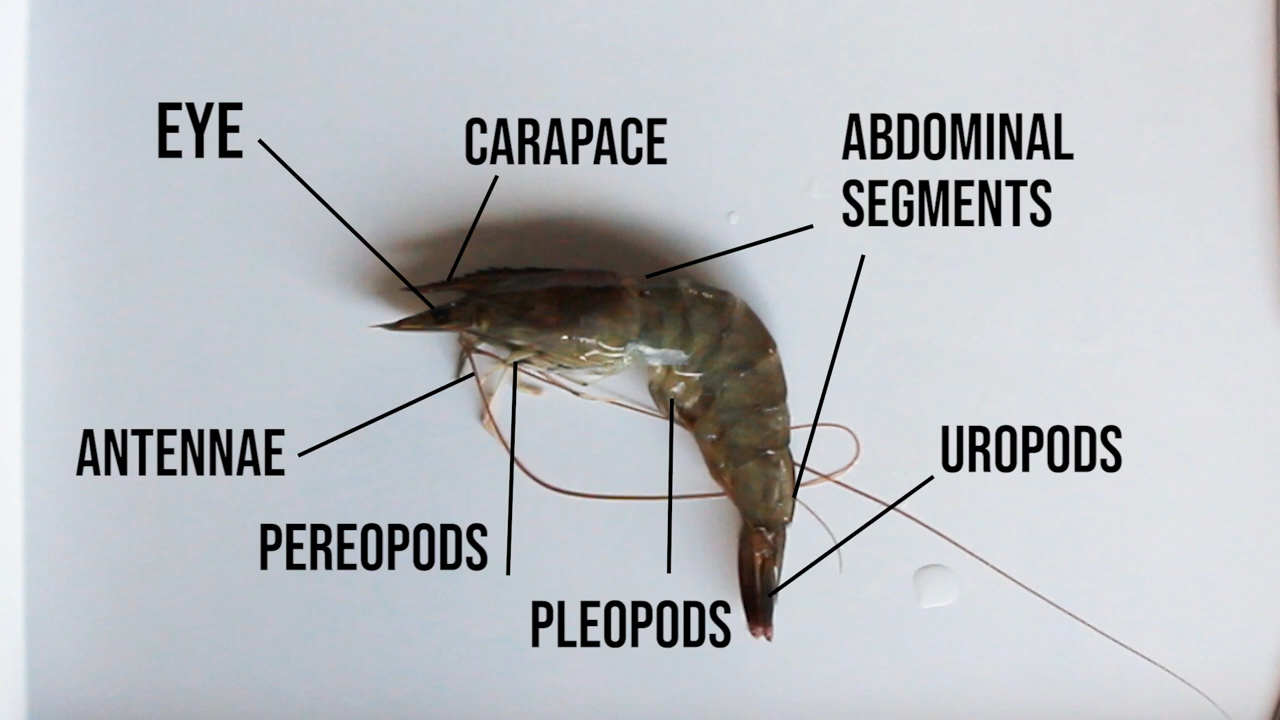 EYE
CARAPACE
ABDOMINAL
SEGMENTS
ANTENNAE
UROPODS
PEREOPODS
PLEOPODS